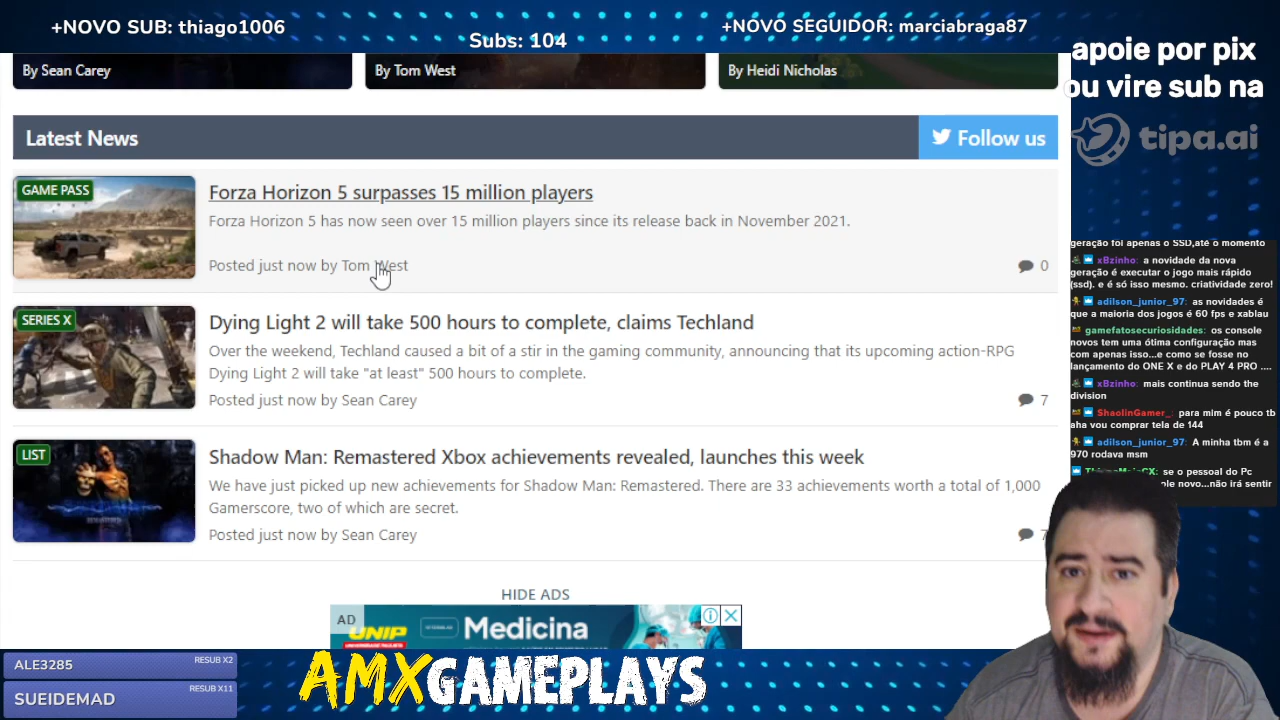 +NOVO SUB: thiago1006
Subs: 104
+NOVO SEGUIDOR: marciabraga87
apoie por pix
ou vire sub na
tipa.ai
By Sean Carey
By Tom West
By Heidi Nicholas
Latest News
Follow us
GAME PASS
Forza Horizon 5 surpasses 15 million players
Forza Horizon 5 has now seen over 15 million players since its release back in November 2021.
Posted just now by Tom West
0
SERIES X
Dying Light 2 will take 500 hours to complete, claims Techland
Over the weekend, Techland caused a bit of a stir in the gaming community, announcing that its upcoming action-RPG
Dying Light 2 will take "at least" 500 hours to complete.
Posted just now by Sean Carey
7
LIST
Shadow Man: Remastered Xbox achievements revealed, launches this week
We have just picked up new achievements for Shadow Man: Remastered. There are 33 achievements worth a total of 1,000
Gamerscore, two of which are secret.
Posted just now by Sean Carey
HIDE ADS
AD
UNIP
Medicina
geração foi apenas o SSD,até o momento
xBzinho: a novidade da nova
geração é executar o jogo mais rápido
(ssd). e é só isso mesmo. criatividade zero!
adilson_junior_97: as novidades é
que a maioria dos jogos é 60 fps e xablau
gamefatosecuriosidades: os console
novos tem uma ótima configuração mas
com apenas isso...e como se fosse no
lançamento do ONE X e do PLAY 4 PRO ....
xBzinho: mais continua sendo the
division
ShaolinGamer_: para mim é pouco tb
aha vou comprar tela de 144
adilson_junior_97: A minha tbm é a
970 rodava msm
se o pessoal do Pc
ole novo...não irá sentir
ALE3285
RESUB X2
SUEIDEMAD
RESUB X11
AMXGAMEPLAYS